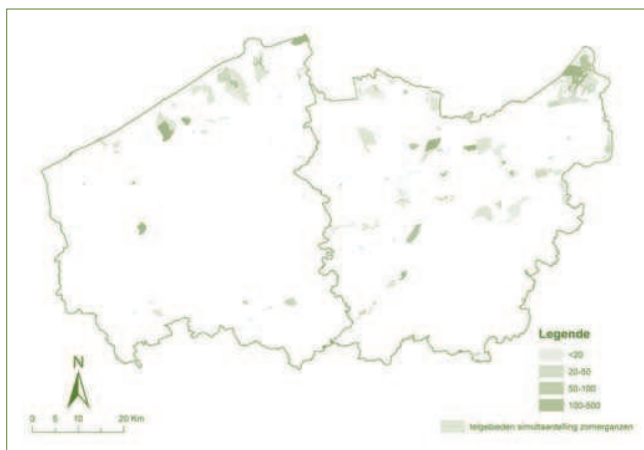 Legende
<20
20-50
50-100
100-500
telgebieden simultaantelling zomerganzen
N
0 5 10 20 Km